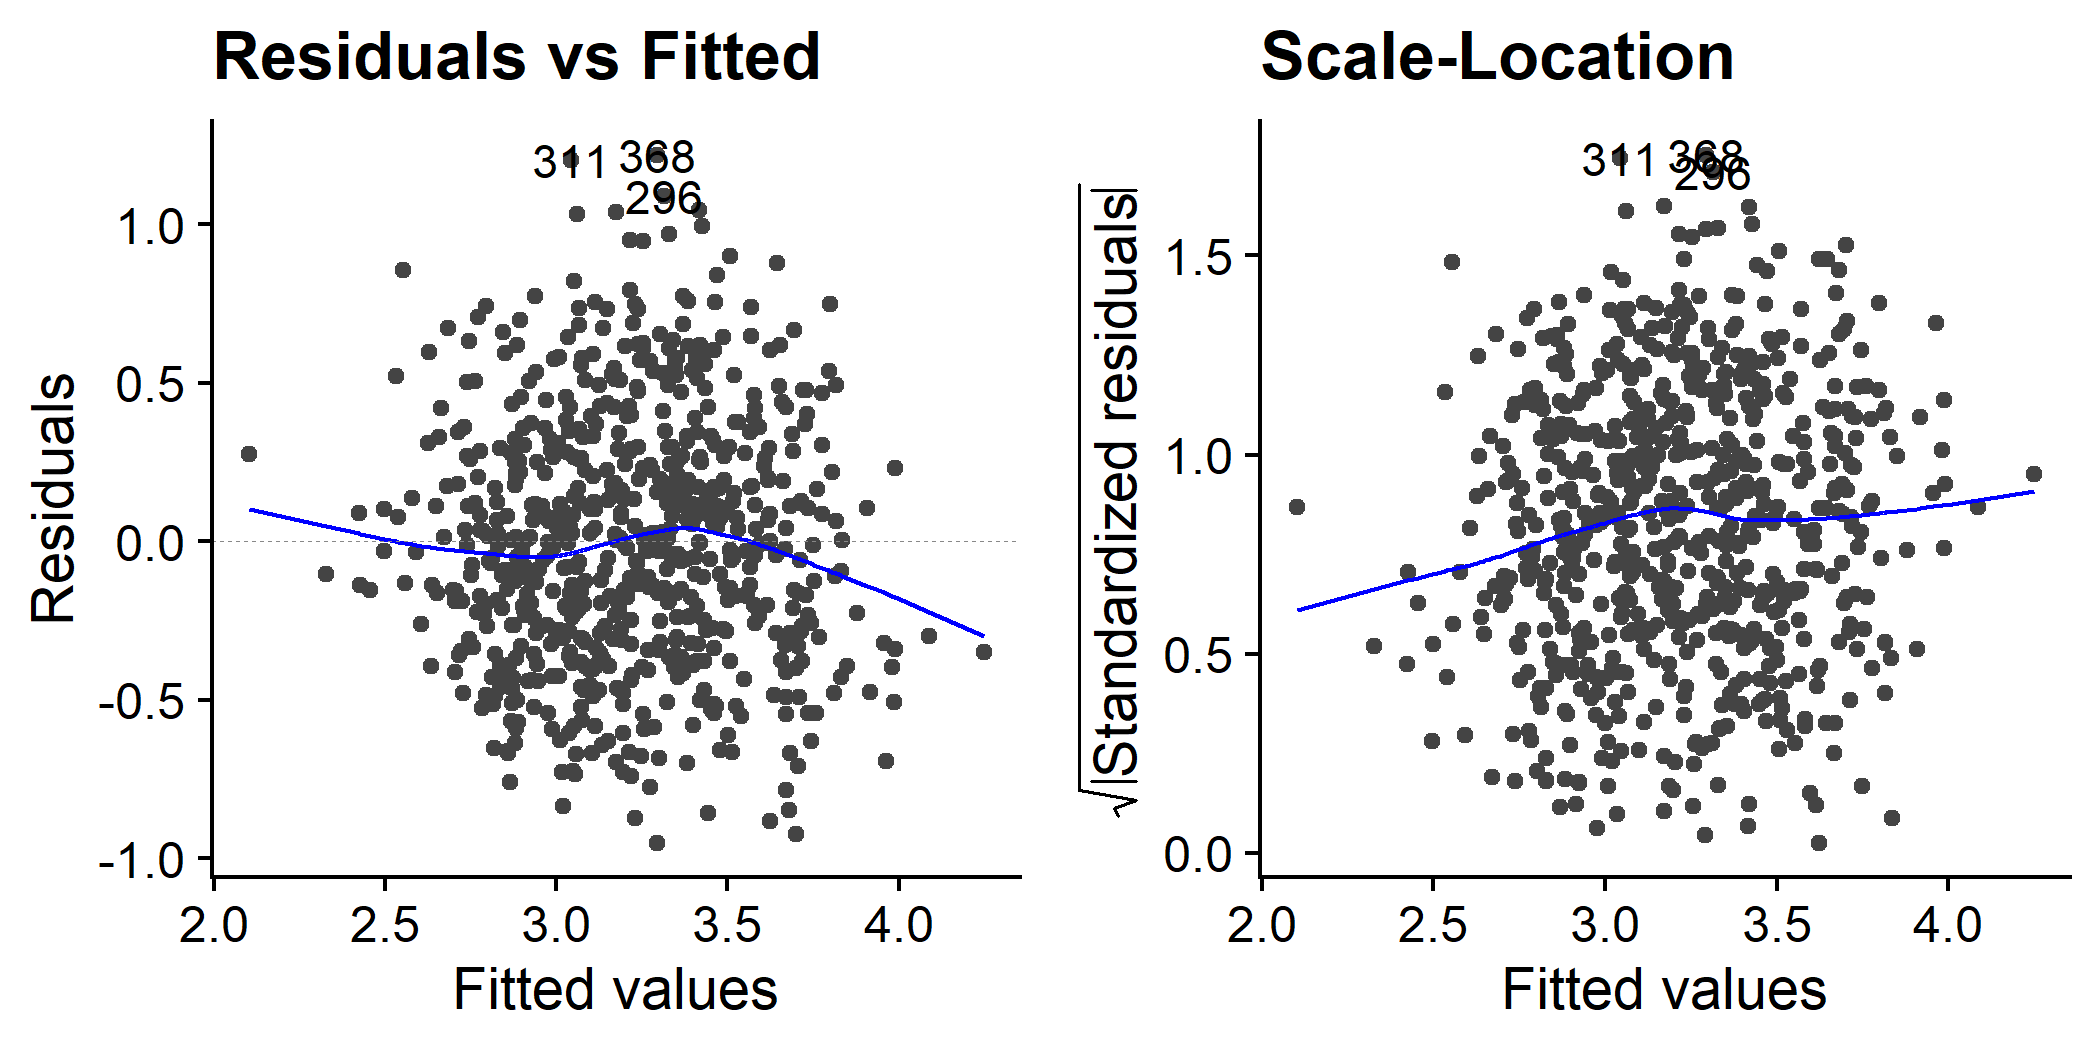 Residuals vs Fitted
311 368
296
1.0
0.5
0.0
-0.5
-1.0
Residuals
2.0 2.5 3.0 3.5 4.0
Fitted values
Scale-Location
311 368
296
1.5
1.0
0.5
0.0
√|Standardized residuals|
2.0 2.5 3.0 3.5 4.0
Fitted values